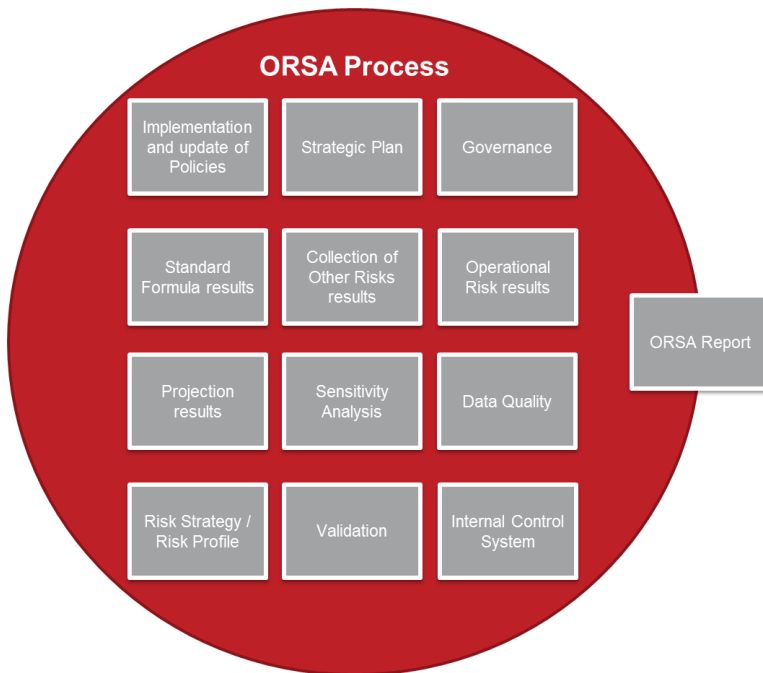 ORSA Process
Implementation
and update of
Policies
Strategic Plan
Governance
Standard
Formula results
Collection of
Other Risks
results
Operational
Risk results
ORSA Report
Projection
results
Sensitivity
Analysis
Data Quality
Risk Strategy /
Risk Profile
Validation
Internal Control
System